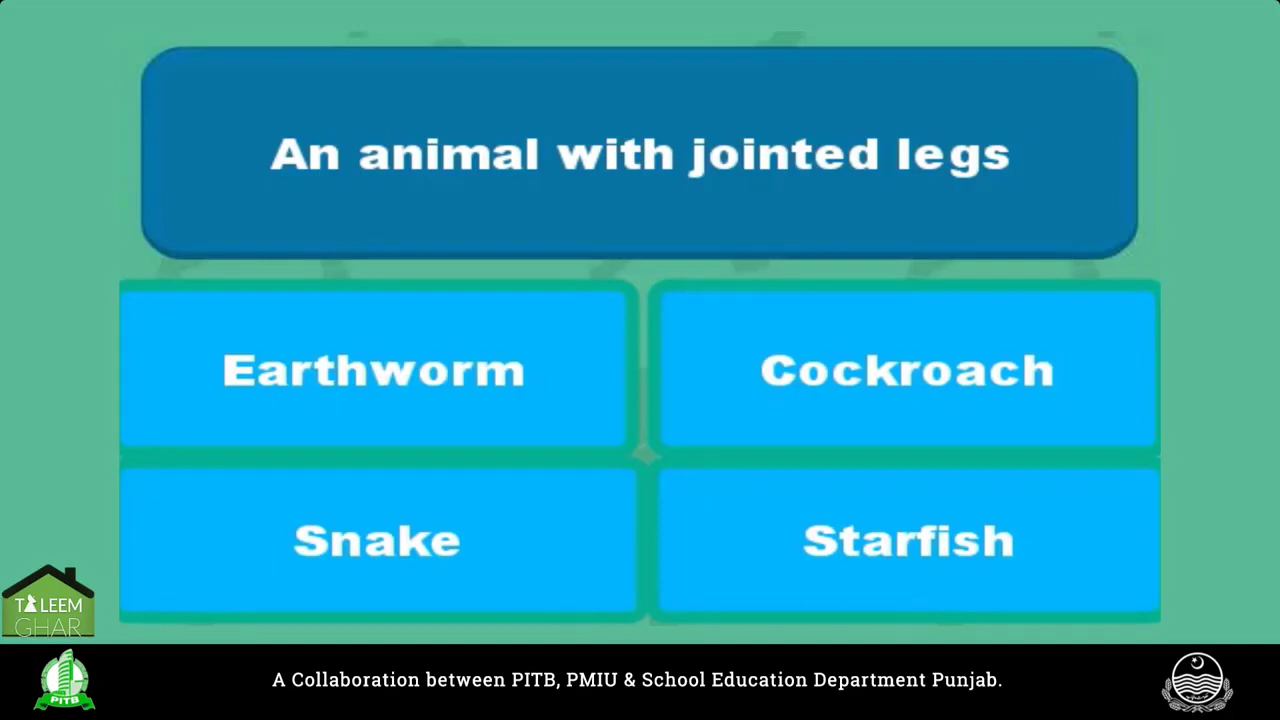 An animal with jointed legs
Earthworm
Cockroach
Snake
Starfish
TALEEM
GHAR
PITB
A Collaboration between PITB, PMIU & School Education Department Punjab.